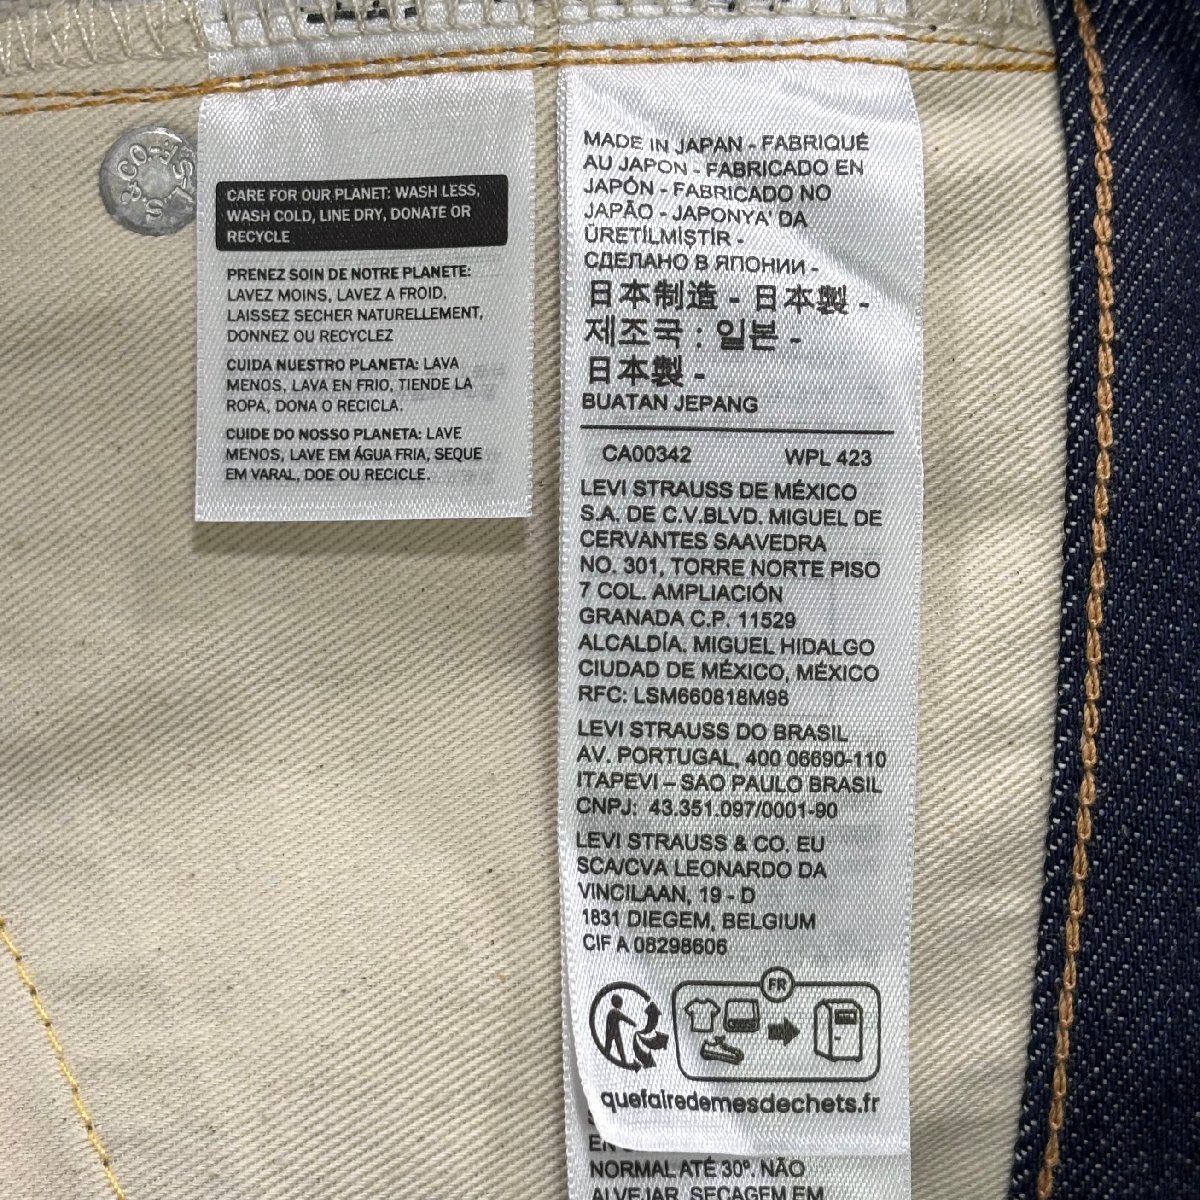 CARE FOR OUR PLANET: WASH LESS,
WASH COLD, LINE DRY, DONATE OR
RECYCLE
PRENEZ SOIN DE NOTRE PLANETE:
LAVEZ MOINS, LAVEZ A FROID,
LAISSEZ SECHER NATURELLEMENT,
DONNEZ OU RECYCLEZ
CUIDA NUESTRO PLANETA: LAVA
MENOS, LAVA EN FRIO, TIENDE LA
ROPA, DONA O RECICLA.
CUIDE DO NOSSO PLANETA: LAVE
MENOS, LAVE EM ÁGUA FRIA, SEQUE
EM VARAL, DOE OU RECICLE.
MADE IN JAPAN - FABRIQUÉ
AU JAPON - FABRICADO EN
JAPÓN - FABRICADO NO
JAPÃO - JAPONYA' DA
ÜRETİLMİŞTİR -
СДЕЛАНО В ЯПОНИИ -
日本制造 - 日本製 -
제조국 : 일본 -
日本製 -
BUATAN JEPANG
CA00342 WPL 423
LEVI STRAUSS DE MÉXICO
S.A. DE C.V.BLVD. MIGUEL DE
CERVANTES SAAVEDRA
NO. 301, TORRE NORTE PISO
7 COL. AMPLIACIÓN
GRANADA C.P. 11529
ALCALDÍA. MIGUEL HIDALGO
CIUDAD DE MÉXICO, MÉXICO
RFC: LSM660818M98
LEVI STRAUSS DO BRASIL
AV. PORTUGAL, 400 06690-110
ITAPEVI – SAO PAULO BRASIL
CNPJ: 43.351.097/0001-90
LEVI STRAUSS & CO. EU
SCA/CVA LEONARDO DA
VINCILAAN, 19 - D
1831 DIEGEM, BELGIUM
CIF A 08298606
FR
quefairedemesdechets.fr
EN
NORMAL ATÉ 30º. NÃO
ALVEJAR. SECAGEM EM